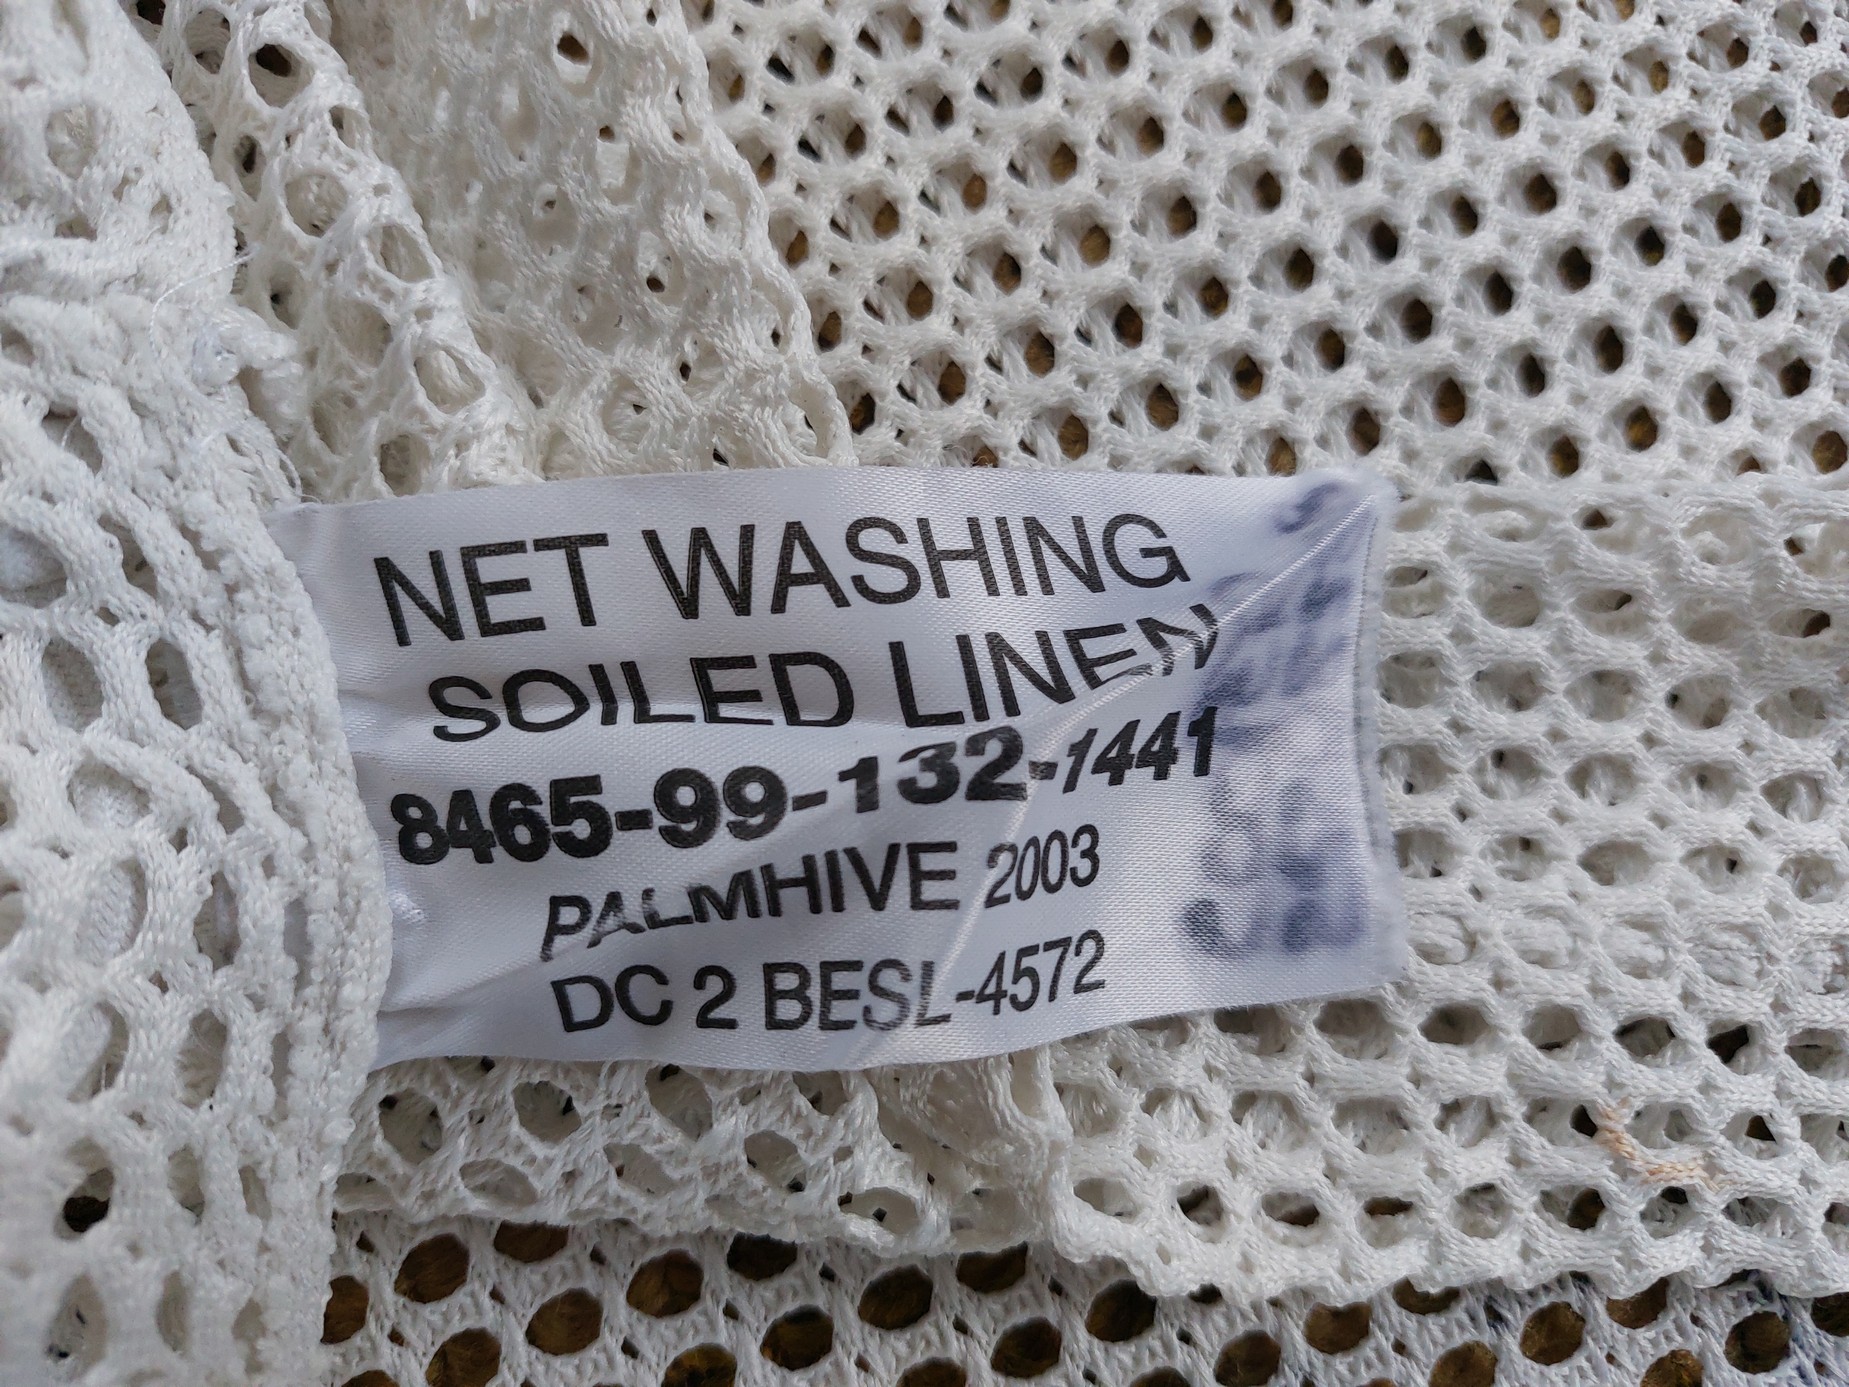 NET WASHING
SOILED LINEN
8465-99-132-1441
PALMHIVE 2003
DC 2 BESL-4572